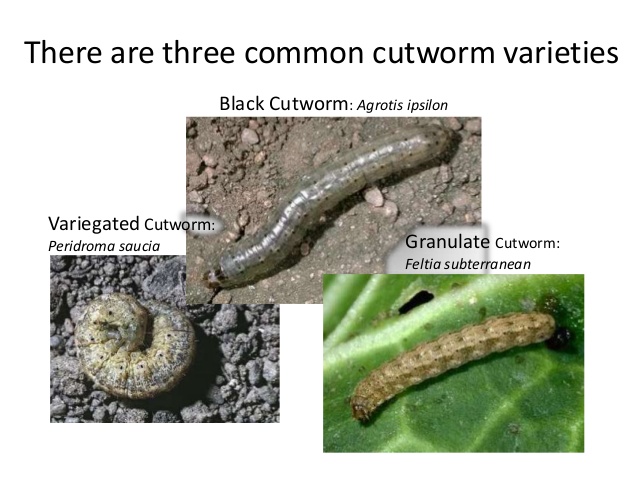 There are three common cutworm varieties
Black Cutworm: Agrotis ipsilon
Variegated Cutworm:
Peridroma saucia
Granulate Cutworm:
Feltia subterranean